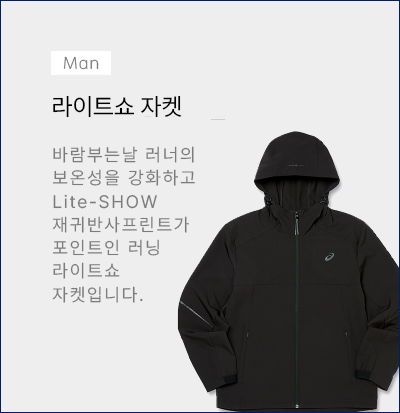 Man
라이트쇼 자켓
바람부는날 러너의
보온성을 강화하고
Lite-SHOW
재귀반사프린트가
포인트인 러닝
라이트쇼
자켓입니다.